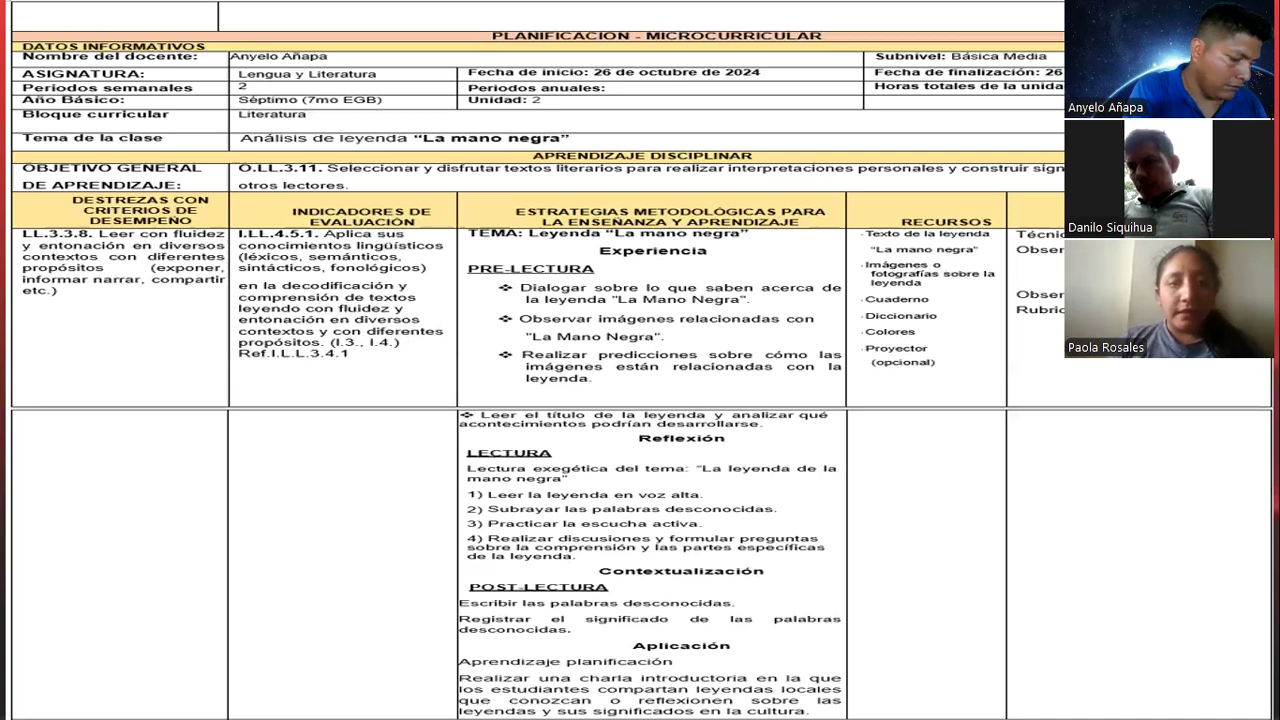 PLANIFICACION - MICROCURRICULAR
DATOS INFORMATIVOS
Nombre del docente: Anyelo Añapa
Subnivel: Básica Media
ASIGNATURA: Lengua y Literatura
Fecha de inicio: 26 de octubre de 2024
Fecha de finalización: 26
Periodos semanales 2
Periodos anuales:
Horas totales de la unida
Año Básico: Séptimo (7mo EGB)
Unidad: 2
Bloque curricular Literatura
Tema de la clase Análisis de leyenda “La mano negra”
APRENDIZAJE DISCIPLINAR
OBJETIVO GENERAL
DE APRENDIZAJE:
O.LL.3.11. Seleccionar y disfrutar textos literarios para realizar interpretaciones personales y construir sign
otros lectores.
DESTREZAS CON
CRITERIOS DE
DESEMPEÑO
INDICADORES DE
EVALUACIÓN
ESTRATEGIAS METODOLÓGICAS PARA
LA ENSEÑANZA Y APRENDIZAJE
RECURSOS
LL.3.3.8. Leer con fluidez
y entonación en diversos
contextos con diferentes
propósitos (exponer,
informar narrar, compartir
etc.)
I.LL.4.5.1. Aplica sus
conocimientos lingüísticos
(léxicos, semánticos,
sintácticos, fonológicos)
en la decodificación y
comprensión de textos
leyendo con fluidez y
entonación en diversos
contextos y con diferentes
propósitos. (I.3., I.4.)
Ref.I.L.L.3.4.1
TEMA: Leyenda “La mano negra”
Experiencia
PRE-LECTURA
❖ Dialogar sobre lo que saben acerca de
la leyenda "La Mano Negra".
❖ Observar imágenes relacionadas con
"La Mano Negra".
❖ Realizar predicciones sobre cómo las
imágenes están relacionadas con la
leyenda.
❖ Leer el título de la leyenda y analizar qué
acontecimientos podrían desarrollarse.
Reflexión
LECTURA
Lectura exegética del tema: “La leyenda de la
mano negra”
1) Leer la leyenda en voz alta.
2) Subrayar las palabras desconocidas.
3) Practicar la escucha activa.
4) Realizar discusiones y formular preguntas
sobre la comprensión y las partes específicas
de la leyenda.
Contextualización
POST-LECTURA
Escribir las palabras desconocidas.
Registrar el significado de las palabras
desconocidas.
Aplicación
Aprendizaje planificación
Realizar una charla introductoria en la que
los estudiantes compartan leyendas locales
que conozcan o reflexionen sobre las
leyendas y sus significados en la cultura.
· Texto de la leyenda
"La mano negra"
· Imágenes o
fotografías sobre la
leyenda
· Cuaderno
· Diccionario
· Colores
· Proyector
(opcional)
Técnic
Obser
Obser
Rubric
Anyelo Añapa
Danilo Siquihua
Paola Rosales